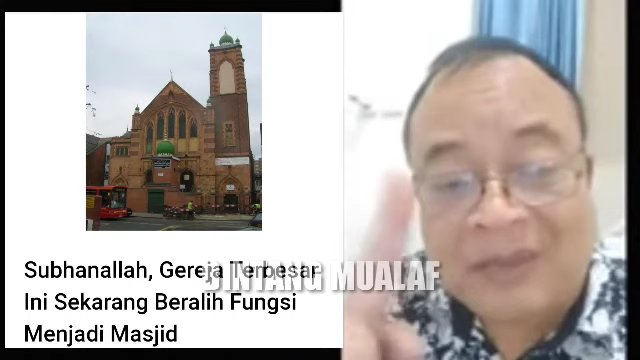 Subhanallah, Gereja Terbesar
Ini Sekarang Beralih Fungsi
Menjadi Masjid
BINTANG MUALAF